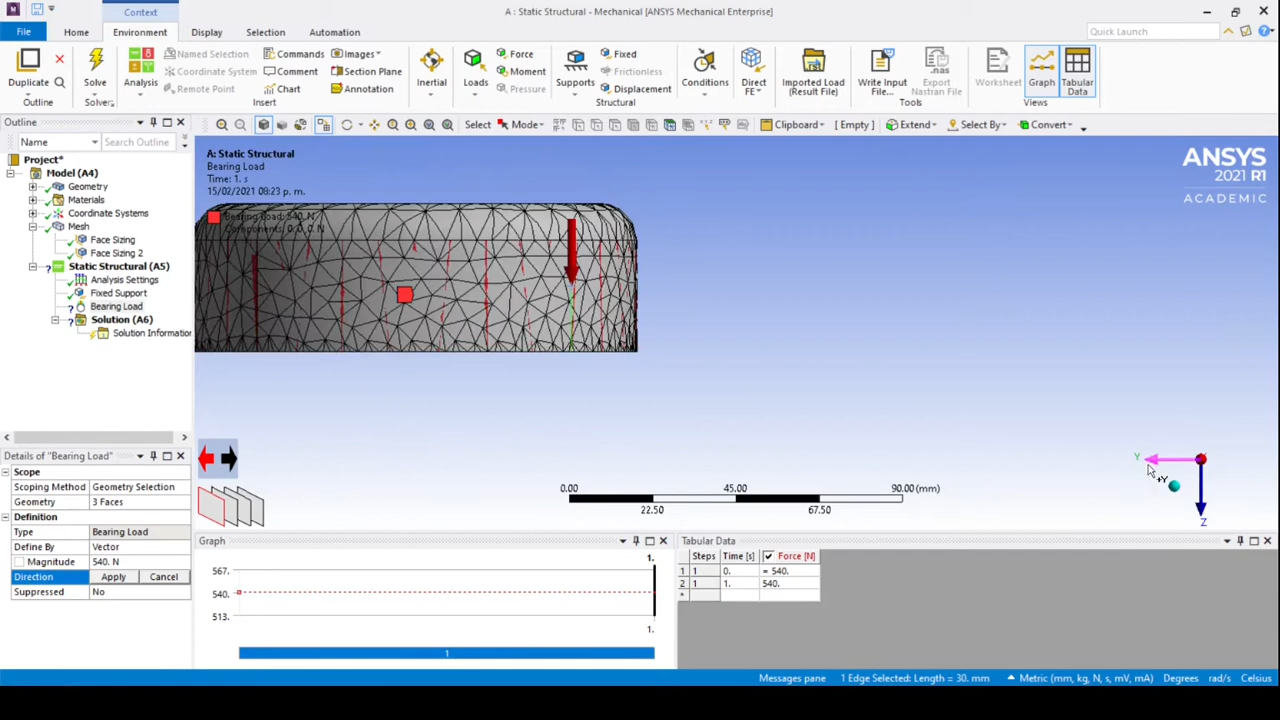 Context
A : Static Structural - Mechanical [ANSYS Mechanical Enterprise]
File
Home
Environment
Display
Selection
Automation
Quick Launch
Duplicate
Outline
Solve
Solver
Analysis
Named Selection
Coordinate System
Remote Point
Commands
Comment
Chart
Images
Section Plane
Annotation
Insert
Inertial
Loads
Force
Moment
Pressure
Supports
Fixed
Frictionless
Displacement
Structural
Conditions
Direct
FE
Imported Load
(Result File)
Write Input
File...
Export
Nastran File
.nas
Tools
Worksheet
Graph
Tabular
Data
Views
Outline
Name
Search Outline
Select
Mode
Clipboard
[ Empty ]
Extend
Select By
Convert
Project*
Model (A4)
Geometry
Materials
Coordinate Systems
Mesh
Face Sizing
Face Sizing 2
Static Structural (A5)
Analysis Settings
Fixed Support
Bearing Load
Solution (A6)
Solution Information
A: Static Structural
Bearing Load
Time: 1. s
15/02/2021 08:23 p. m.
Bearing Load: 540. N
Components: 0.,0.,0. N
ANSYS
2021 R1
ACADEMIC
Y
+Y
Z
0.00
45.00
90.00 (mm)
22.50
67.50
Details of "Bearing Load"
Scope
Scoping Method Geometry Selection
Geometry 3 Faces
Definition
Type Bearing Load
Define By Vector
Magnitude 540. N
Direction Apply Cancel
Suppressed No
Graph
1.
567.
540.
513.
1.
1
Tabular Data
Steps Time [s] Force [N]
1 1 0. = 540.
2 1 1. 540.
*
Messages pane
1 Edge Selected: Length = 30. mm
Metric (mm, kg, N, s, mV, mA)
Degrees
rad/s
Celsius